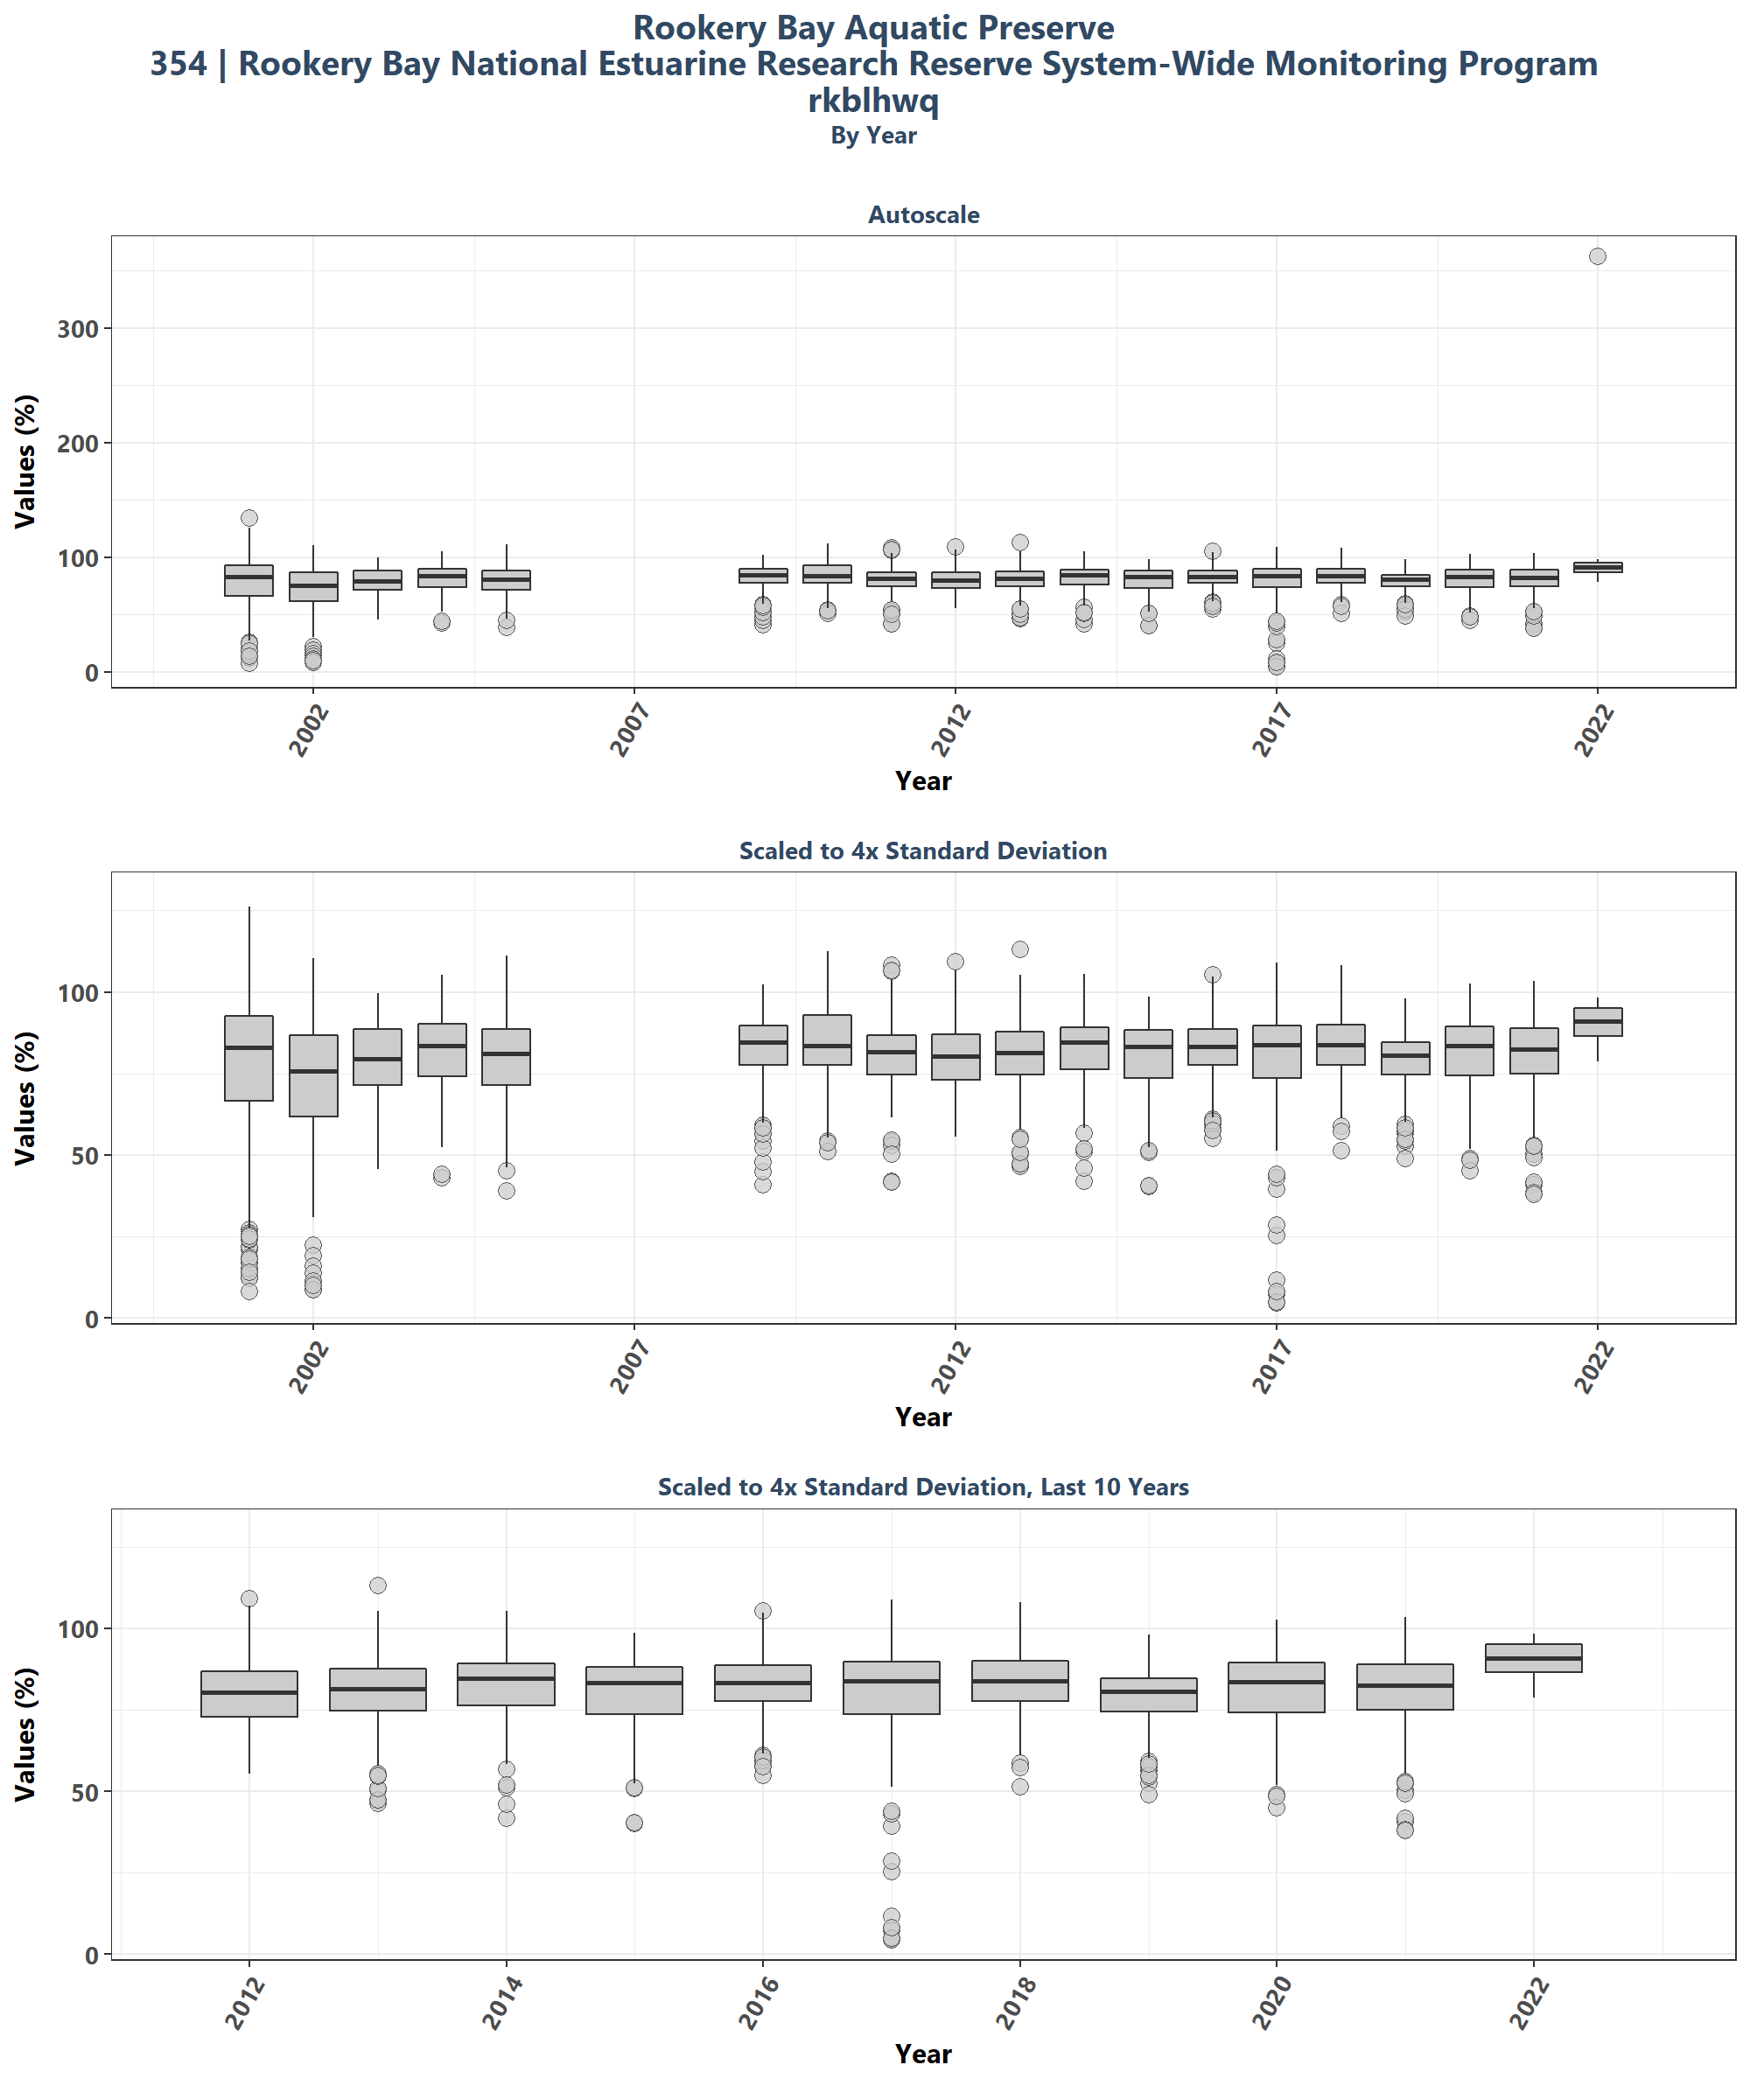 Rookery Bay Aquatic Preserve
354 | Rookery Bay National Estuarine Research Reserve System-Wide Monitoring Program
rkblhwq
By Year
Autoscale
Values (%)
300
200
100
0
2002
2007
2012
2017
2022
Year
Scaled to 4x Standard Deviation
Values (%)
100
50
0
2002
2007
2012
2017
2022
Year
Scaled to 4x Standard Deviation, Last 10 Years
Values (%)
100
50
0
2012
2014
2016
2018
2020
2022
Year